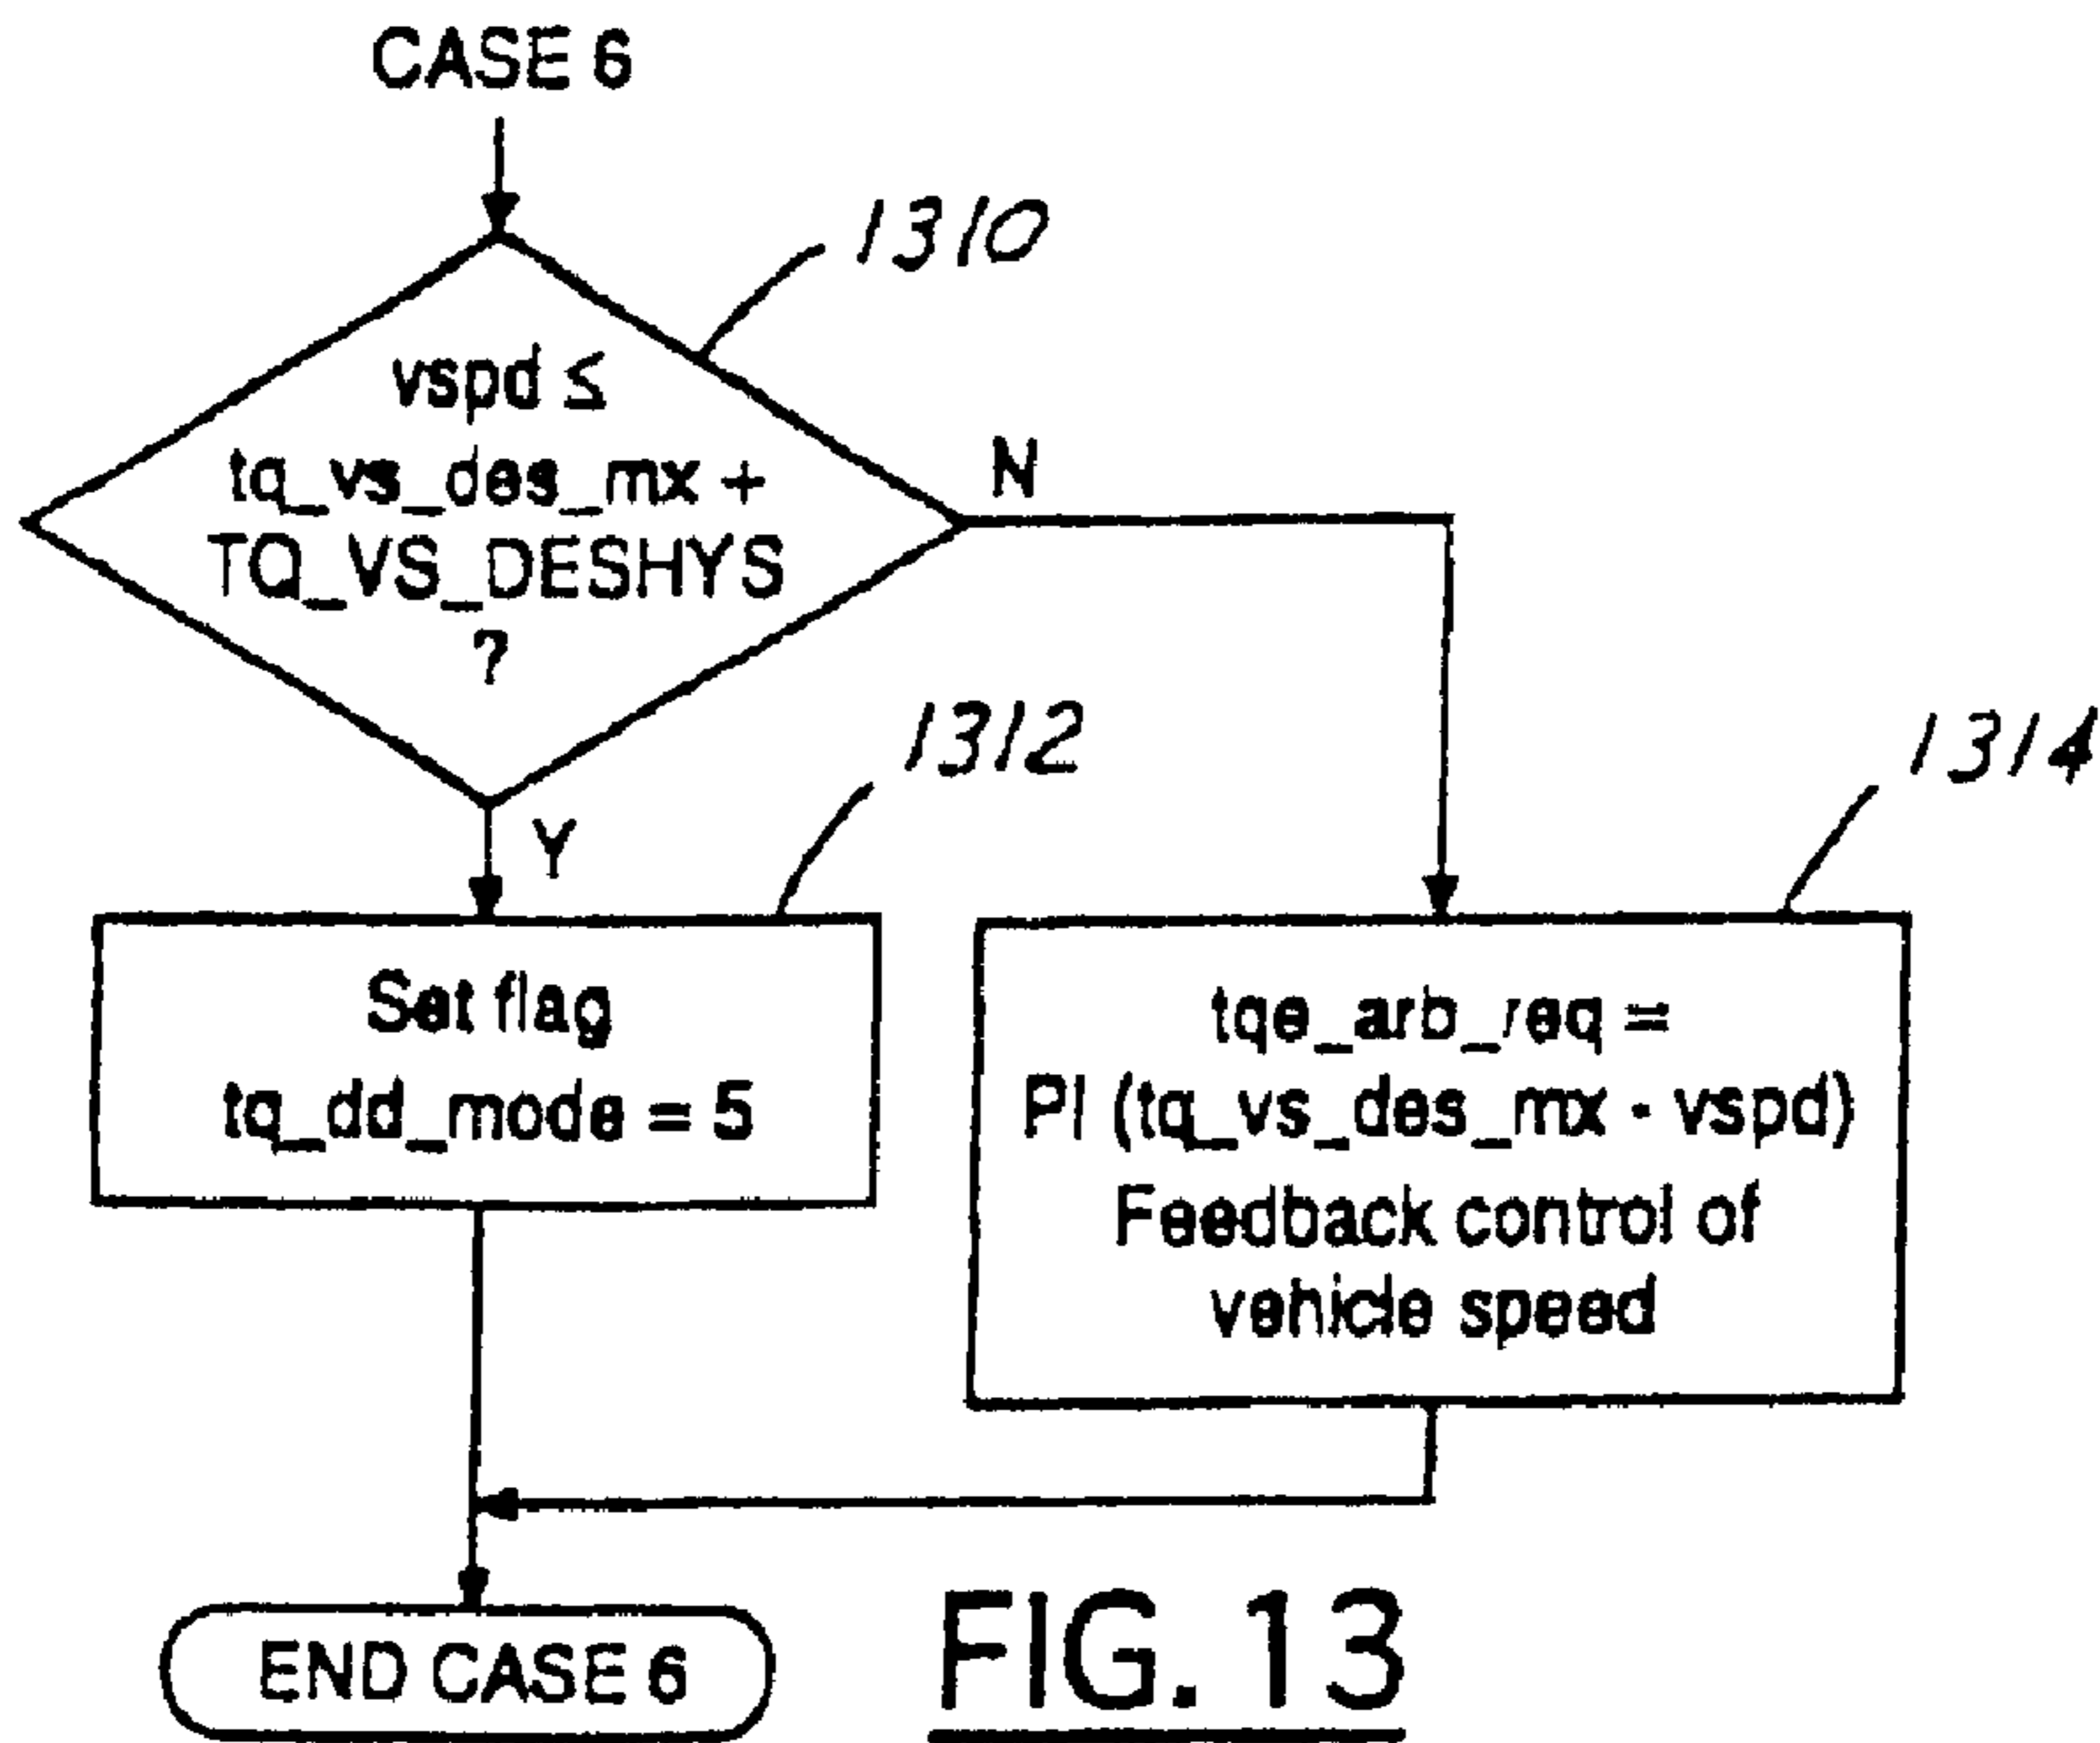 CASE 6
1310
vspd ≤
tq_vs_des_mx +
TQ_VS_DESHYS
?
N
Y
1312
1314
Set flag
tq_dd_mode = 5
tqe_arb_req =
PI (tq_vs_des_mx - vspd)
Feedback control of
vehicle speed
END CASE 6
FIG. 13